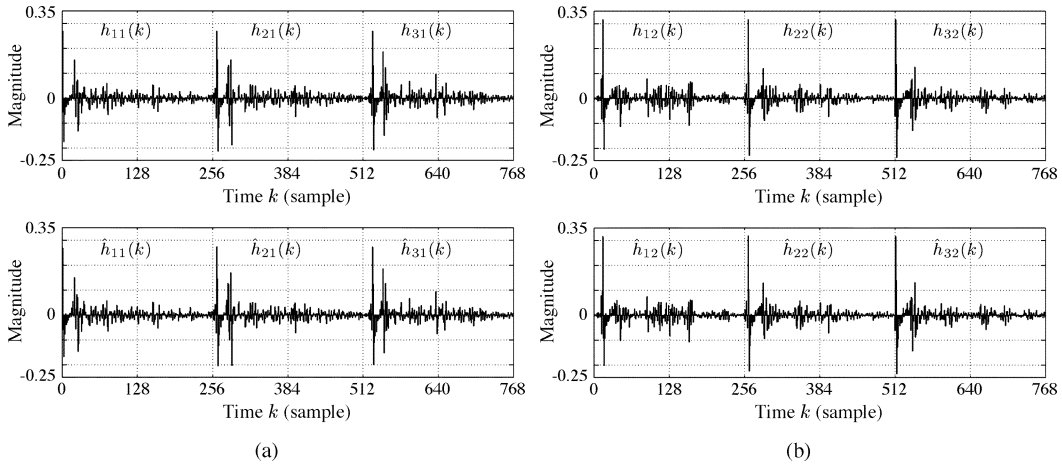 0.35
h₁₁(k) h₂₁(k) h₃₁(k)
Magnitude
0
-0.25
0 128 256 384 512 640 768
Time k (sample)
0.35
ĥ₁₁(k) ĥ₂₁(k) ĥ₃₁(k)
Magnitude
0
-0.25
0 128 256 384 512 640 768
Time k (sample)
(a)
0.35
h₁₂(k) h₂₂(k) h₃₂(k)
Magnitude
0
-0.25
0 128 256 384 512 640 768
Time k (sample)
0.35
ĥ₁₂(k) ĥ₂₂(k) ĥ₃₂(k)
Magnitude
0
-0.25
0 128 256 384 512 640 768
Time k (sample)
(b)